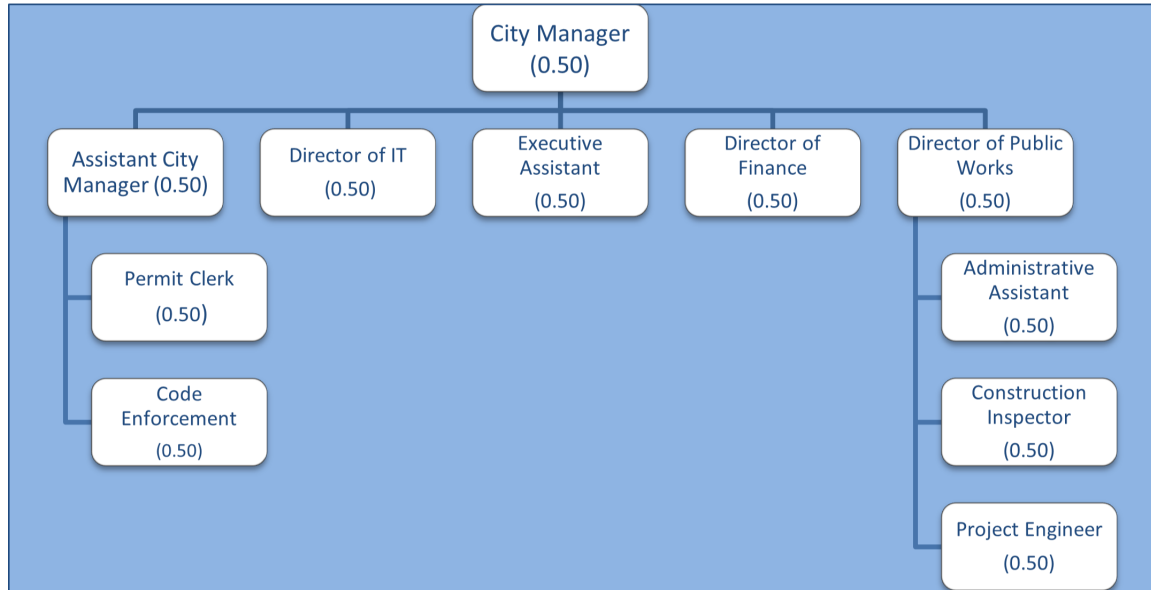 City Manager
(0.50)
Assistant City
Manager (0.50)
Director of IT
(0.50)
Executive
Assistant
(0.50)
Director of
Finance
(0.50)
Director of Public
Works
(0.50)
Permit Clerk
(0.50)
Code
Enforcement
(0.50)
Administrative
Assistant
(0.50)
Construction
Inspector
(0.50)
Project Engineer
(0.50)